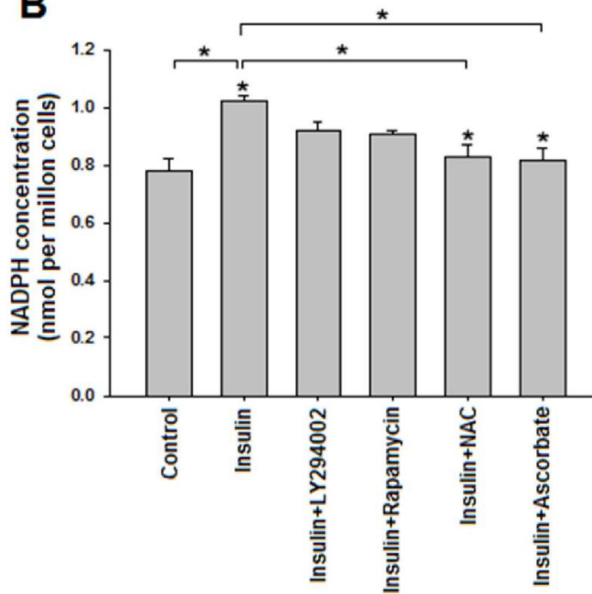 B
*
* *
1.2
*
1.0
0.8
* *
0.6
0.4
0.2
0.0
NADPH concentration
(nmol per millon cells)
Control
Insulin
Insulin+LY294002
Insulin+Rapamycin
Insulin+NAC
Insulin+Ascorbate